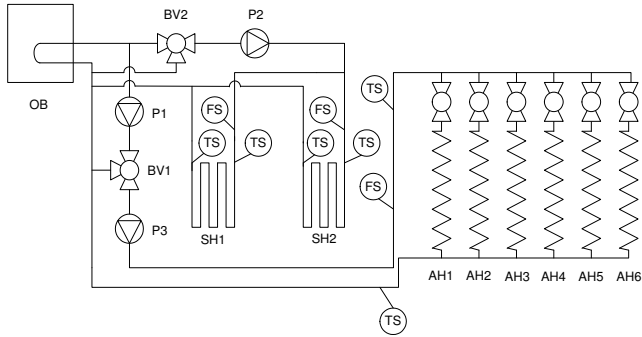 BV2 P2
OB
P1
BV1
P3
FS FS
TS TS TS TS
SH1 SH2
TS
FS
AH1 AH2 AH3 AH4 AH5 AH6
TS